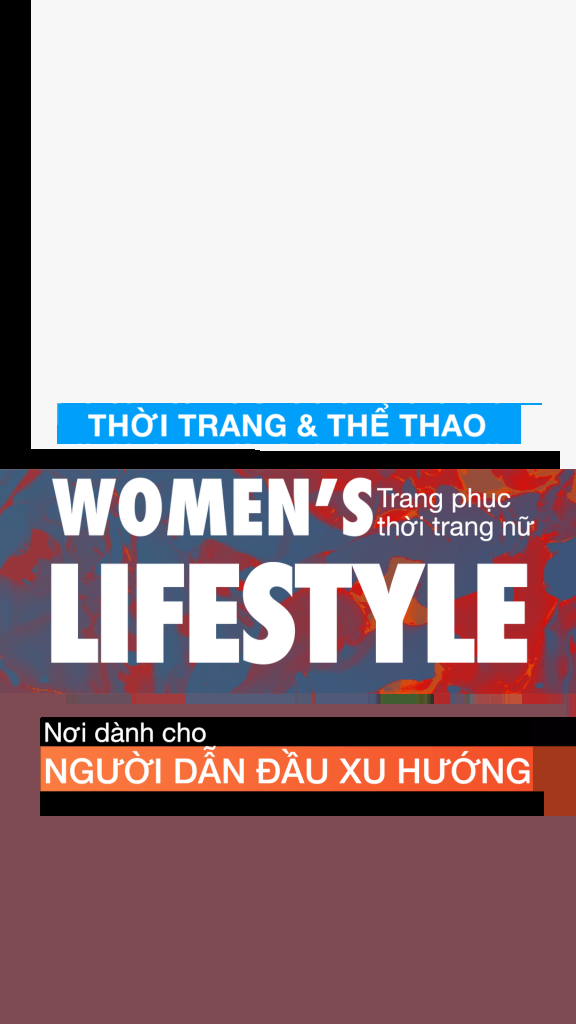 THỜI TRANG & THỂ THAO
WOMEN'S
Trang phục
thời trang nữ
LIFESTYLE
Nơi dành cho
NGƯỜI DẪN ĐẦU XU HƯỚNG